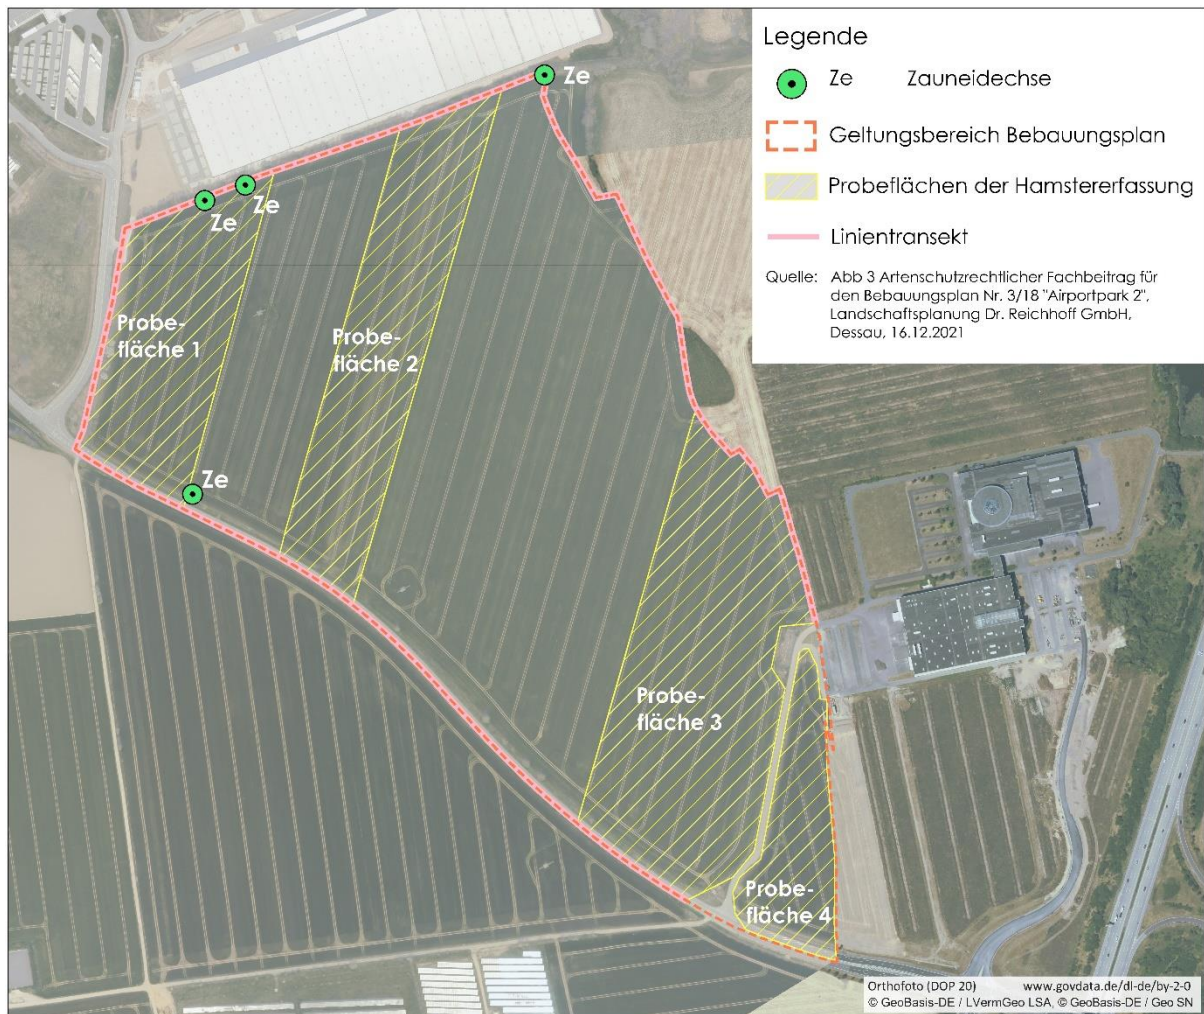 Legende
Ze Zauneidechse
Geltungsbereich Bebauungsplan
Probeflächen der Hamstererfassung
Linientransekt
Quelle: Abb 3 Artenschutzrechtlicher Fachbeitrag für
den Bebauungsplan Nr. 3/18 "Airportpark 2",
Landschaftsplanung Dr. Reichhoff GmbH,
Dessau, 16.12.2021
Ze
Ze
Ze
Probe-
fläche 1
Probe-
fläche 2
Ze
Probe-
fläche 3
Probe-
fläche 4
Orthofoto (DOP 20) www.govdata.de/dl-de/by-2-0
© GeoBasis-DE / LVermGeo LSA, © GeoBasis-DE / Geo SN